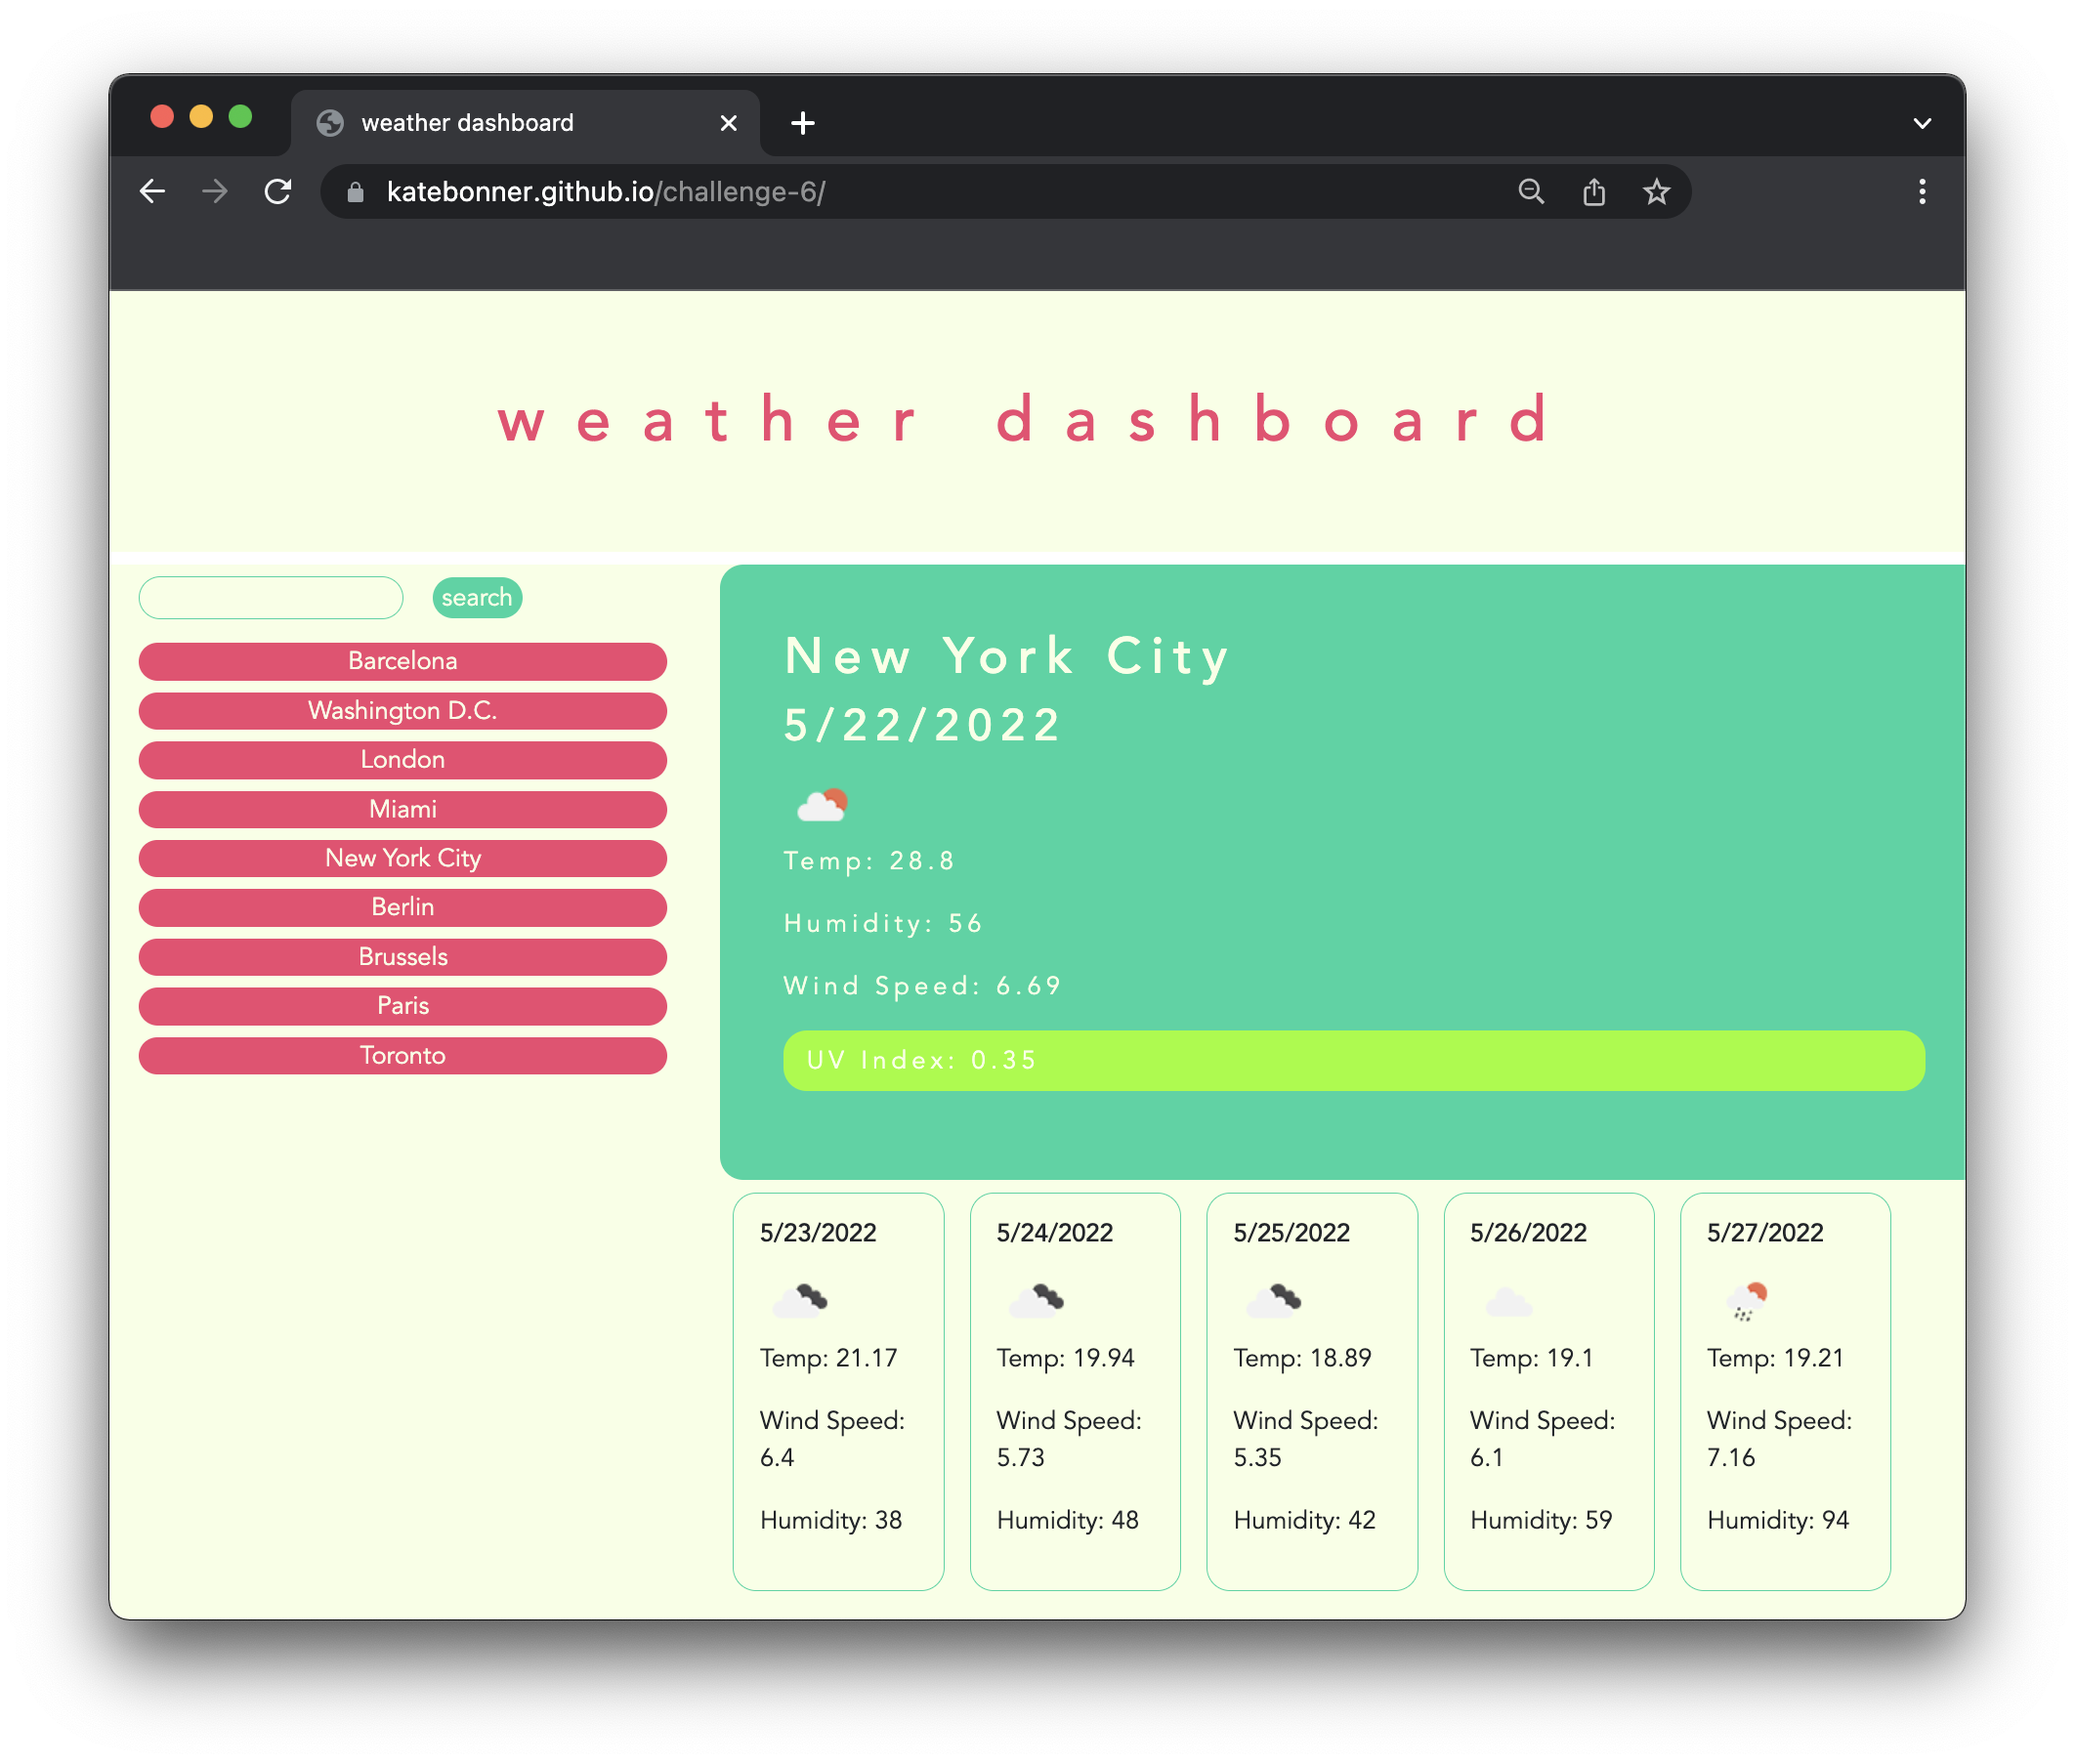 weather dashboard
katebonner.github.io/challenge-6/
weather dashboard
search
Barcelona
Washington D.C.
London
Miami
New York City
Berlin
Brussels
Paris
Toronto
New York City
5/22/2022
Temp: 28.8
Humidity: 56
Wind Speed: 6.69
UV Index: 0.35
5/23/2022
Temp: 21.17
Wind Speed:
6.4
Humidity: 38
5/24/2022
Temp: 19.94
Wind Speed:
5.73
Humidity: 48
5/25/2022
Temp: 18.89
Wind Speed:
5.35
Humidity: 42
5/26/2022
Temp: 19.1
Wind Speed:
6.1
Humidity: 59
5/27/2022
Temp: 19.21
Wind Speed:
7.16
Humidity: 94